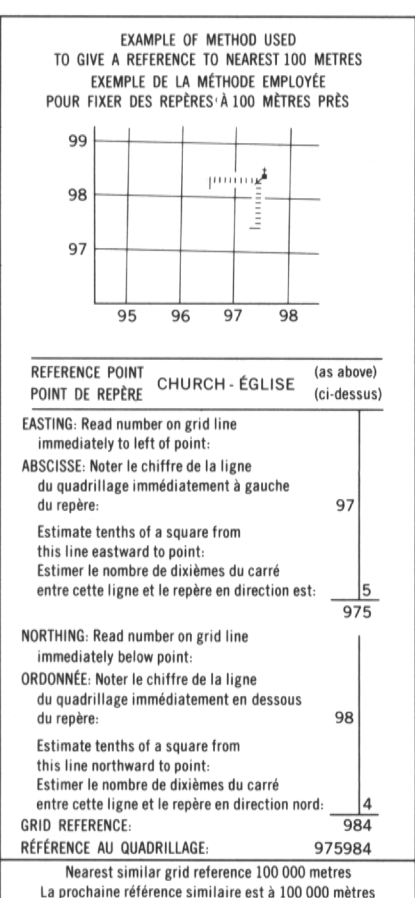 EXAMPLE OF METHOD USED
TO GIVE A REFERENCE TO NEAREST 100 METRES
EXEMPLE DE LA MÉTHODE EMPLOYÉE
POUR FIXER DES REPÈRES À 100 MÈTRES PRÈS
99
98
97
95 96 97 98
REFERENCE POINT
POINT DE REPÈRE
CHURCH - ÉGLISE
(as above)
(ci-dessus)
EASTING: Read number on grid line
immediately to left of point:
ABSCISSE: Noter le chiffre de la ligne
du quadrillage immédiatement à gauche
du repère: 97
Estimate tenths of a square from
this line eastward to point:
Estimer le nombre de dixièmes du carré
entre cette ligne et le repère en direction est: 5
975
NORTHING: Read number on grid line
immediately below point:
ORDONNÉE: Noter le chiffre de la ligne
du quadrillage immédiatement en dessous
du repère: 98
Estimate tenths of a square from
this line northward to point:
Estimer le nombre de dixièmes du carré
entre cette ligne et le repère en direction nord: 4
GRID REFERENCE: 984
RÉFÉRENCE AU QUADRILLAGE: 975984
Nearest similar grid reference 100 000 metres
La prochaine référence similaire est à 100 000 mètres